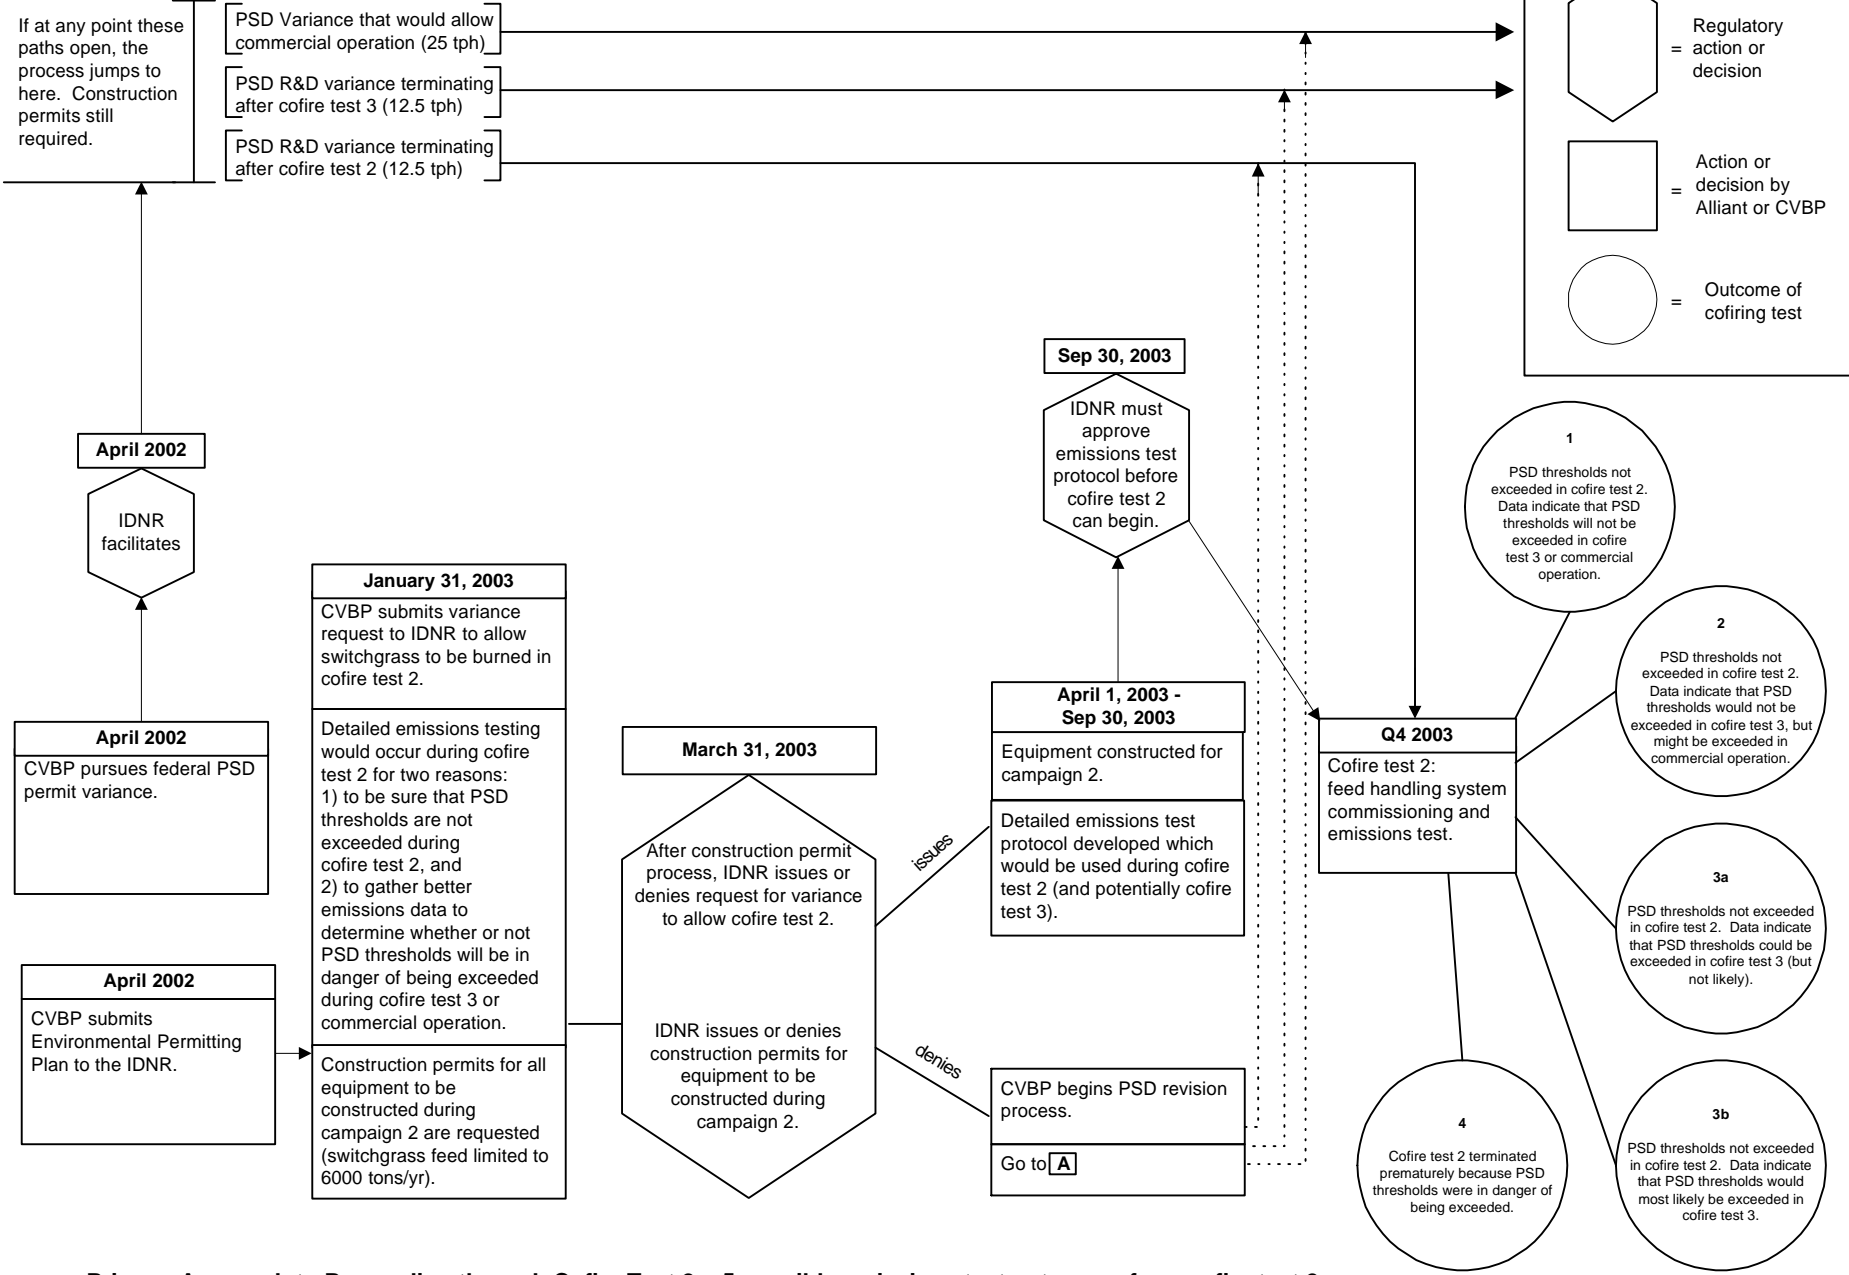 If at any point these
paths open, the
process jumps to
here. Construction
permits still
required.
PSD Variance that would allow
commercial operation (25 tph)
PSD R&D variance terminating
after cofire test 3 (12.5 tph)
PSD R&D variance terminating
after cofire test 2 (12.5 tph)
= Regulatory
action or
decision
= Action or
decision by
Alliant or CVBP
= Outcome of
cofiring test
April 2002
IDNR
facilitates
April 2002
CVBP pursues federal PSD
permit variance.
April 2002
CVBP submits
Environmental Permitting
Plan to the IDNR.
January 31, 2003
CVBP submits variance
request to IDNR to allow
switchgrass to be burned in
cofire test 2.
Detailed emissions testing
would occur during cofire
test 2 for two reasons:
1) to be sure that PSD
thresholds are not
exceeded during
cofire test 2, and
2) to gather better
emissions data to
determine whether or not
PSD thresholds will be in
danger of being exceeded
during cofire test 3 or
commercial operation.
Construction permits for all
equipment to be
constructed during
campaign 2 are requested
(switchgrass feed limited to
6000 tons/yr).
March 31, 2003
After construction permit
process, IDNR issues or
denies request for variance
to allow cofire test 2.
IDNR issues or denies
construction permits for
equipment to be
constructed during
campaign 2.
issues
denies
Sep 30, 2003
IDNR must
approve
emissions test
protocol before
cofire test 2
can begin.
April 1, 2003 -
Sep 30, 2003
Equipment constructed for
campaign 2.
Detailed emissions test
protocol developed which
would be used during cofire
test 2 (and potentially cofire
test 3).
CVBP begins PSD revision
process.
Go to A
Q4 2003
Cofire test 2:
feed handling system
commissioning and
emissions test.
1
PSD thresholds not
exceeded in cofire test 2.
Data indicate that PSD
thresholds will not be
exceeded in cofire
test 3 or commercial
operation.
2
PSD thresholds not
exceeded in cofire test 2.
Data indicate that PSD
thresholds would not be
exceeded in cofire test 3, but
might be exceeded in
commercial operation.
3a
PSD thresholds not exceeded
in cofire test 2. Data indicate
that PSD thresholds could be
exceeded in cofire test 3 (but
not likely).
3b
PSD thresholds not exceeded
in cofire test 2. Data indicate
that PSD thresholds would
most likely be exceeded in
cofire test 3.
4
Cofire test 2 terminated
prematurely because PSD
thresholds were in danger of
being exceeded.